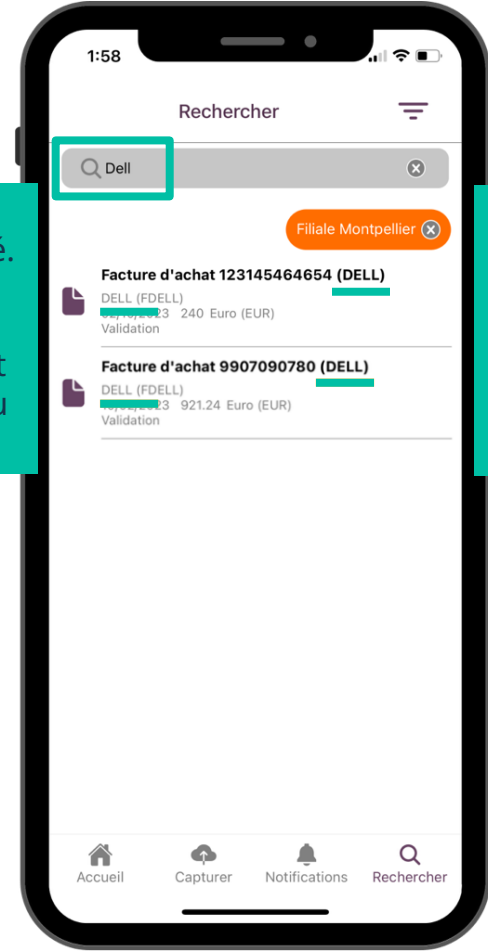 1:58
Rechercher
Dell
Filiale Montpellier
Facture d'achat 123145464654 (DELL)
DELL (FDELL)
240 Euro (EUR)
Validation
Facture d'achat 9907090780 (DELL)
DELL (FDELL)
921.24 Euro (EUR)
Validation
Accueil
Capturer
Notifications
Rechercher